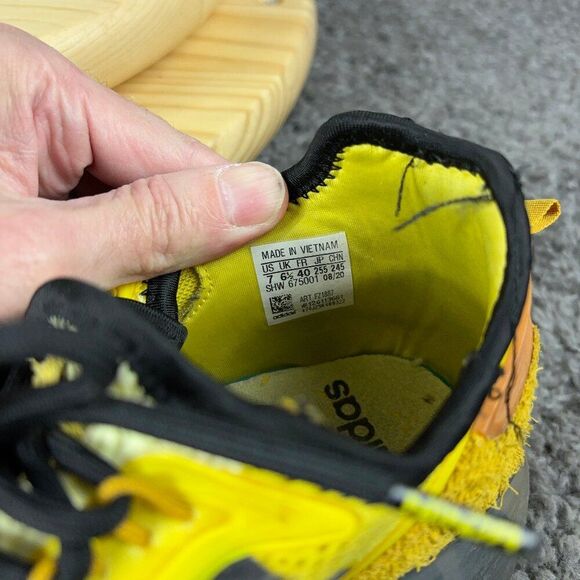 MADE IN VIETNAM
US UK FR JP CHN
7 6½ 40 255 245
SHW 675001 08/20
ART FZ1887
adidas
adidas